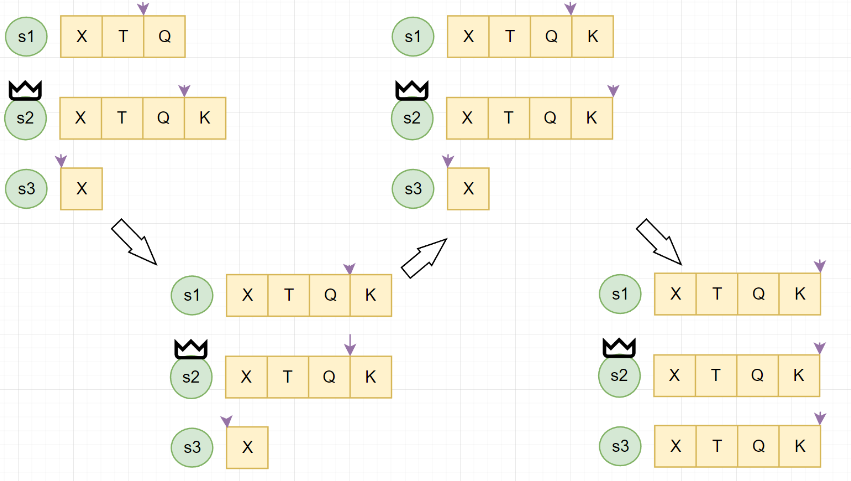 s1 X T Q
s2 X T Q K
s3 X
s1 X T Q K
s2 X T Q K
s3 X
s1 X T Q K
s2 X T Q K
s3 X
s1 X T Q K
s2 X T Q K
s3 X T Q K